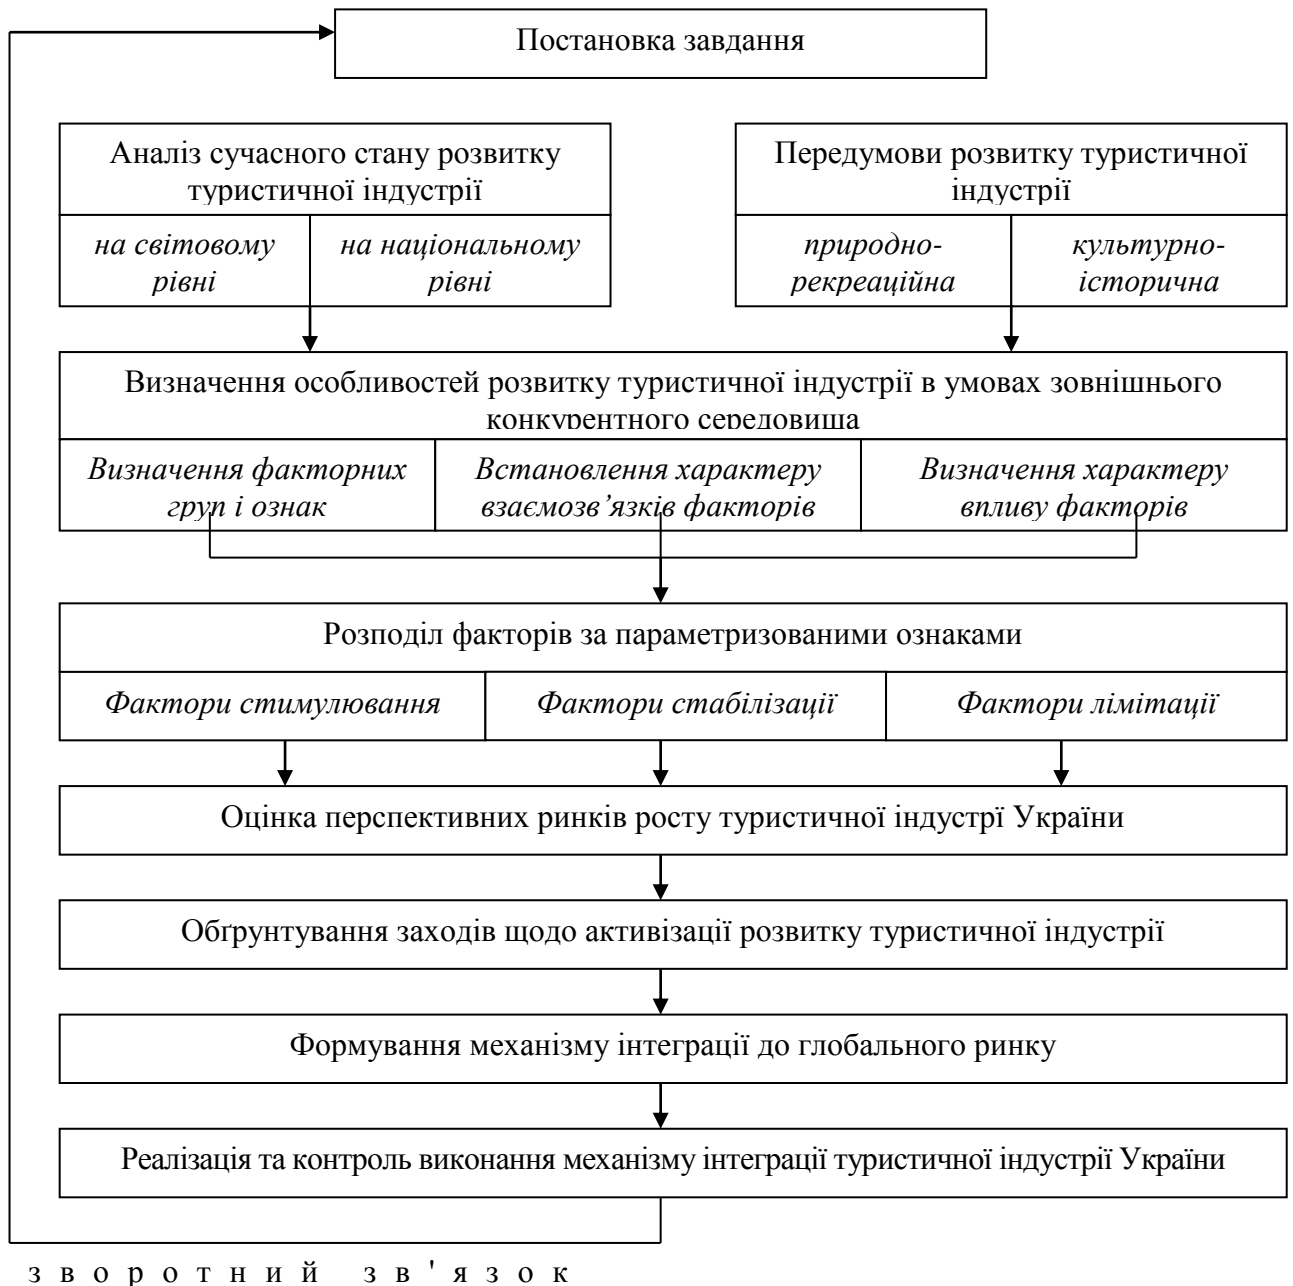 Постановка завдання
Аналіз сучасного стану розвитку
туристичної індустрії
на світовому
рівні
на національному
рівні
Передумови розвитку туристичної
індустрії
природно-
рекреаційна
культурно-
історична
Визначення особливостей розвитку туристичної індустрії в умовах зовнішнього
конкурентного середовища
Визначення факторних
груп і ознак
Встановлення характеру
взаємозв’язків факторів
Визначення характеру
впливу факторів
Розподіл факторів за параметризованими ознаками
Фактори стимулювання
Фактори стабілізації
Фактори лімітації
Оцінка перспективних ринків росту туристичної індустрї України
Обґрунтування заходів щодо активізації розвитку туристичної індустрії
Формування механізму інтеграції до глобального ринку
Реалізація та контроль виконання механізму інтеграції туристичної індустрії України
зворотний зв'язок